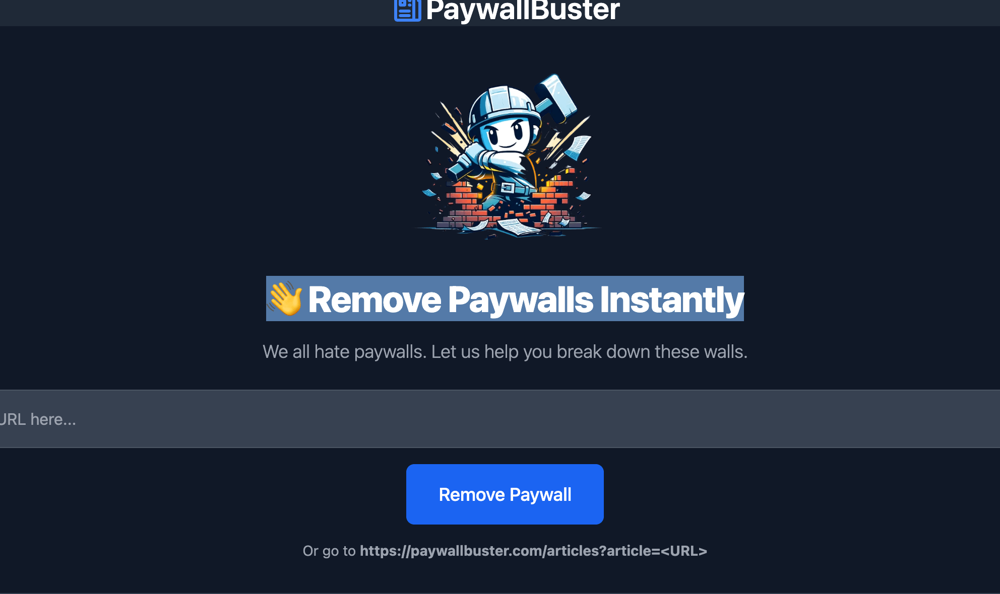 PaywallBuster
👋 Remove Paywalls Instantly
We all hate paywalls. Let us help you break down these walls.
URL here...
Remove Paywall
Or go to https://paywallbuster.com/articles?article=<URL>